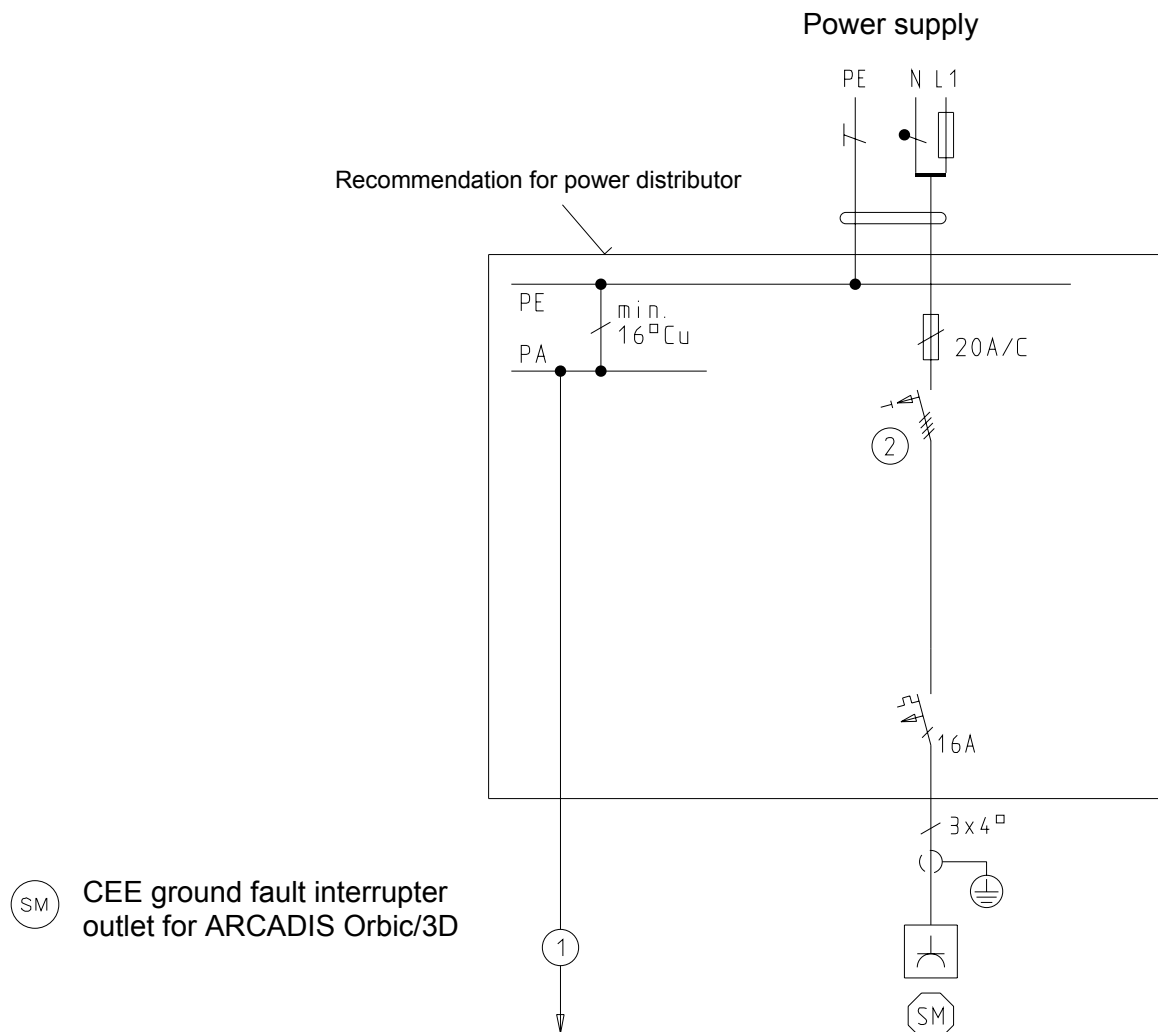 Power supply
PE N L1
Recommendation for power distributor
PE
min.
16□Cu
PA
20A/C
2
16A
3x4□
SM
CEE ground fault interrupter
outlet for ARCADIS Orbic/3D
1
SM